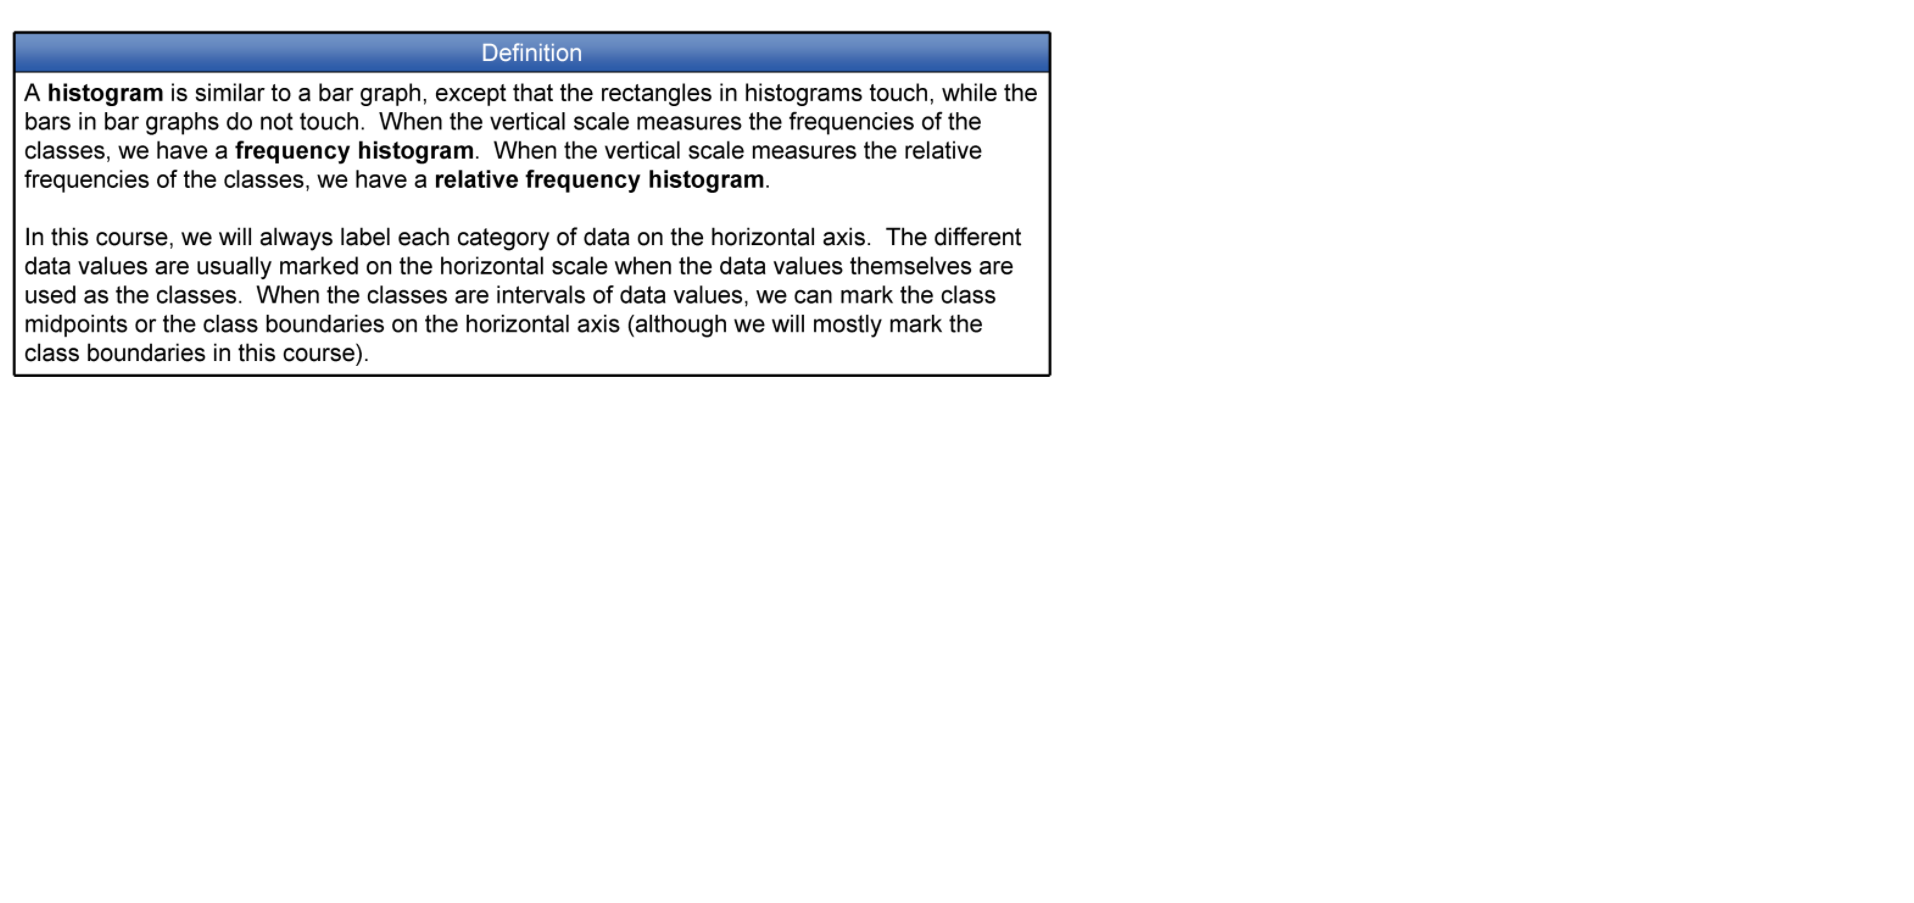 Definition
A histogram is similar to a bar graph, except that the rectangles in histograms touch, while the
bars in bar graphs do not touch.  When the vertical scale measures the frequencies of the
classes, we have a frequency histogram.  When the vertical scale measures the relative
frequencies of the classes, we have a relative frequency histogram.
In this course, we will always label each category of data on the horizontal axis.  The different
data values are usually marked on the horizontal scale when the data values themselves are
used as the classes.  When the classes are intervals of data values, we can mark the class
midpoints or the class boundaries on the horizontal axis (although we will mostly mark the
class boundaries in this course).